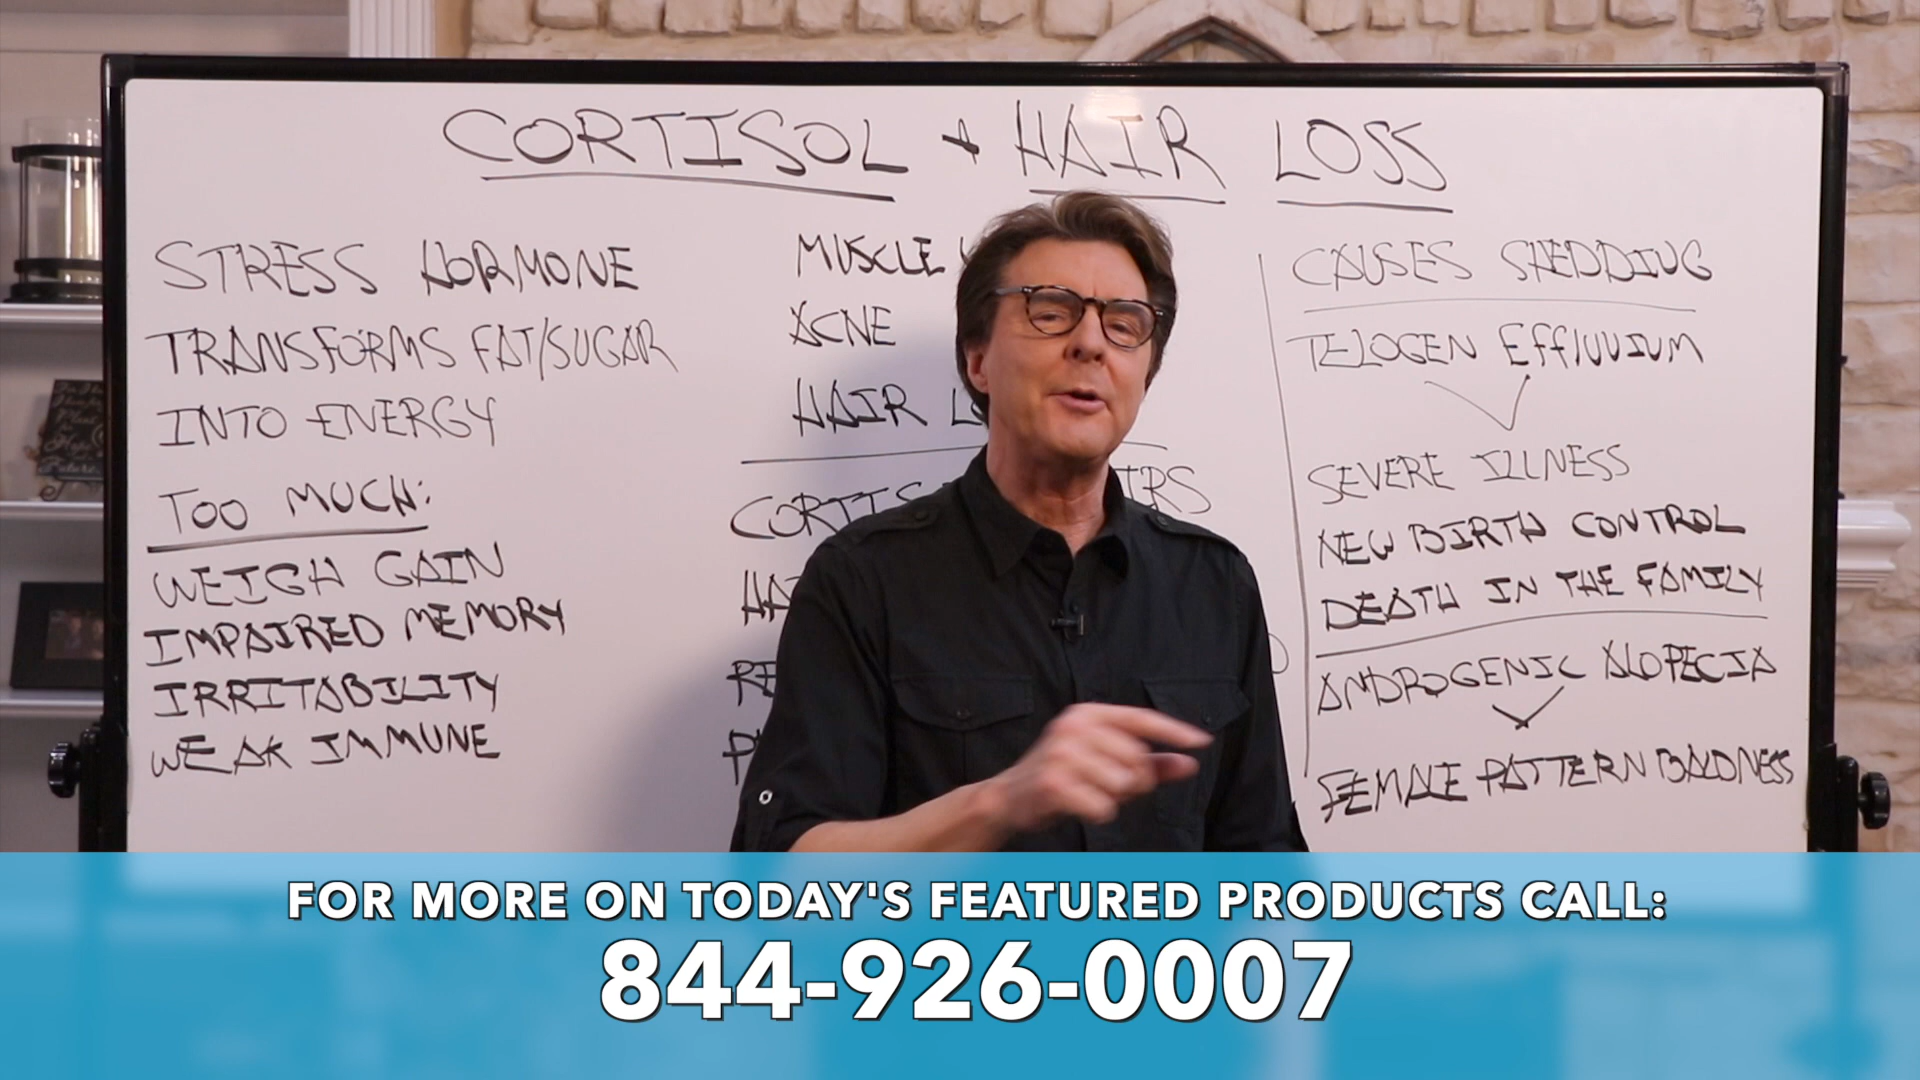 CORTISOL + HAIR LOSS
STRESS HORMONE
TRANSFORMS FAT/SUGAR
INTO ENERGY
TOO MUCH:
WEIGH GAIN
IMPAIRED MEMORY
IRRITABILITY
WEAK IMMUNE
MUSCLE
ACNE
HAIR
CAUSES SHEDDING
TELOGEN EFFLUVIUM
SEVERE ILLNESS
NEW BIRTH CONTROL
DEATH IN THE FAMILY
ANDROGENIC ALOPECIA
FEMALE PATTERN BALDNESS
FOR MORE ON TODAY'S FEATURED PRODUCTS CALL:
844-926-0007